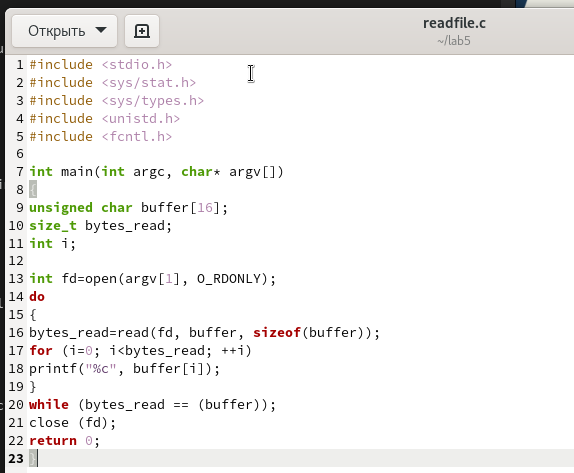 Открыть
readfile.c
~/lab5
1 #include <stdio.h>
2 #include <sys/stat.h>
3 #include <sys/types.h>
4 #include <unistd.h>
5 #include <fcntl.h>
6
7 int main(int argc, char* argv[])
8 {
9 unsigned char buffer[16];
10 size_t bytes_read;
11 int i;
12
13 int fd=open(argv[1], O_RDONLY);
14 do
15 {
16 bytes_read=read(fd, buffer, sizeof(buffer));
17 for (i=0; i<bytes_read; ++i)
18 printf("%c", buffer[i]);
19 }
20 while (bytes_read == (buffer));
21 close (fd);
22 return 0;
23 }